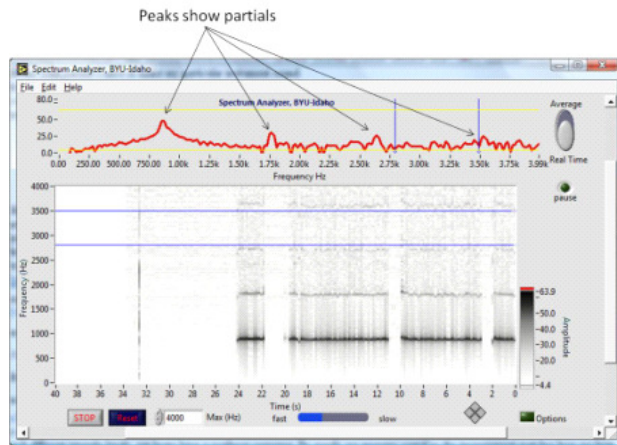 Peaks show partials
Spectrum Analyzer, BYU-Idaho
File Edit Help
Spectrum Analyzer, BYU-Idaho
80.0
50.0
25.0
0.0
0.00 250.00 500.00 750.00 1.00k 1.25k 1.50k 1.75k 2.00k 2.25k 2.50k 2.75k 3.00k 3.25k 3.50k 3.75k 3.99k
Frequency Hz
Average
Real Time
pause
Frequency (Hz)
4000
3500
3000
2500
2000
1500
1000
500
0
40 38 36 34 32 30 28 26 24 22 20 18 16 14 12 10 8 6 4 2 0
Time (s)
63.9
50.0
40.0
30.0
20.0
4.4
Amplitude
STOP Reset 4000 Max (Hz) fast slow Options